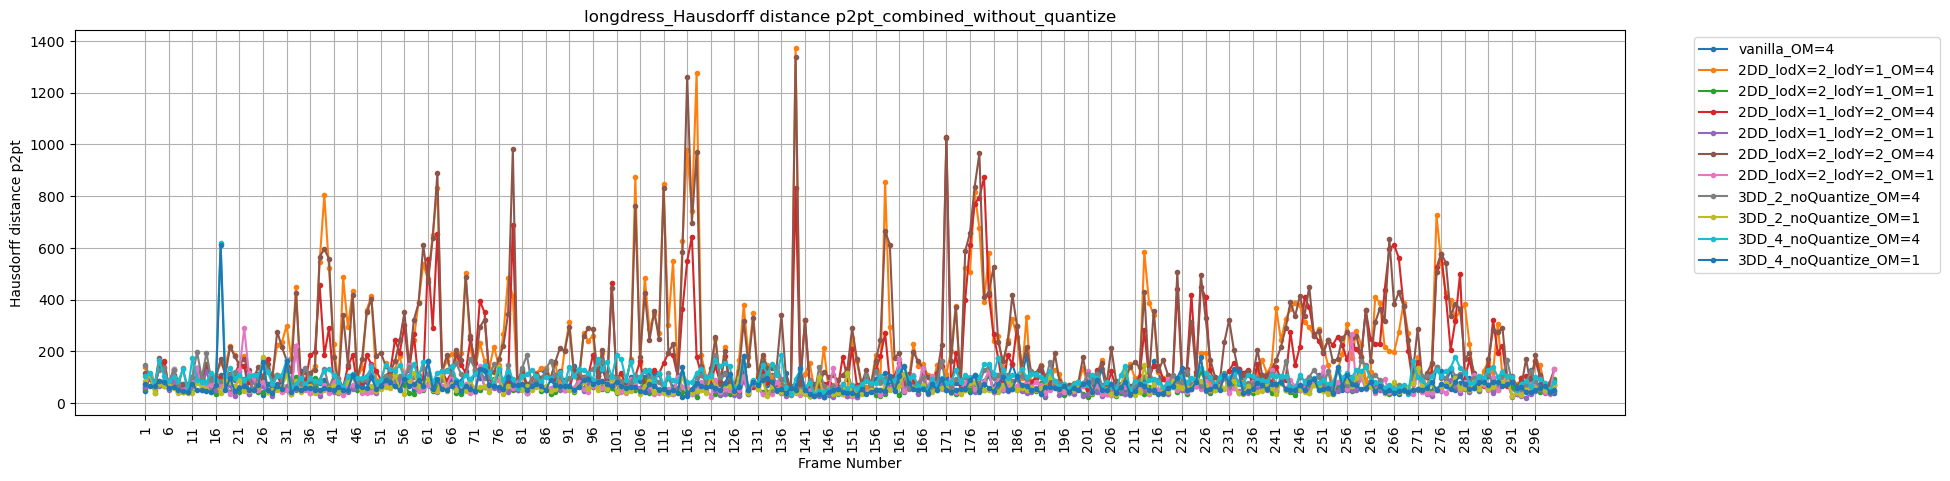 longdress_Hausdorff distance p2pt_combined_without_quantize
Hausdorff distance p2pt
1400
1200
1000
800
600
400
200
0
1 6 11 16 21 26 31 36 41 46 51 56 61 66 71 76 81 86 91 96 101 106 111 116 121 126 131 136 141 146 151 156 161 166 171 176 181 186 191 196 201 206 211 216 221 226 231 236 241 246 251 256 261 266 271 276 281 286 291 296
Frame Number
vanilla_OM=4
2DD_lodX=2_lodY=1_OM=4
2DD_lodX=2_lodY=1_OM=1
2DD_lodX=1_lodY=2_OM=4
2DD_lodX=1_lodY=2_OM=1
2DD_lodX=2_lodY=2_OM=4
2DD_lodX=2_lodY=2_OM=1
3DD_2_noQuantize_OM=4
3DD_2_noQuantize_OM=1
3DD_4_noQuantize_OM=4
3DD_4_noQuantize_OM=1